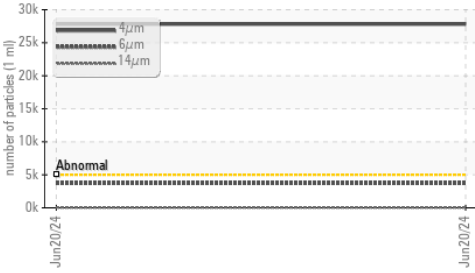 30k
25k
20k
15k
10k
5k
0k
number of particles (1 ml)
4µm
6µm
14µm
Abnormal
Jun20/24
Jun20/24